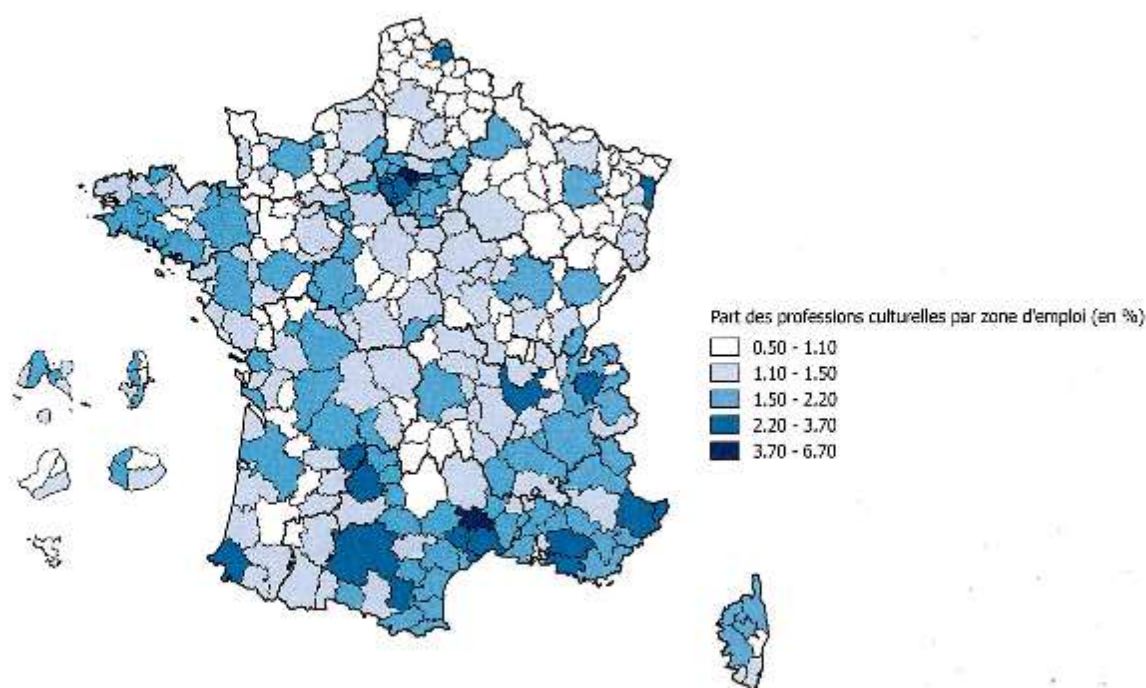 Part des professions culturelles par zone d'emploi (en %)
0.50 - 1.10
1.10 - 1.50
1.50 - 2.20
2.20 - 3.70
3.70 - 6.70